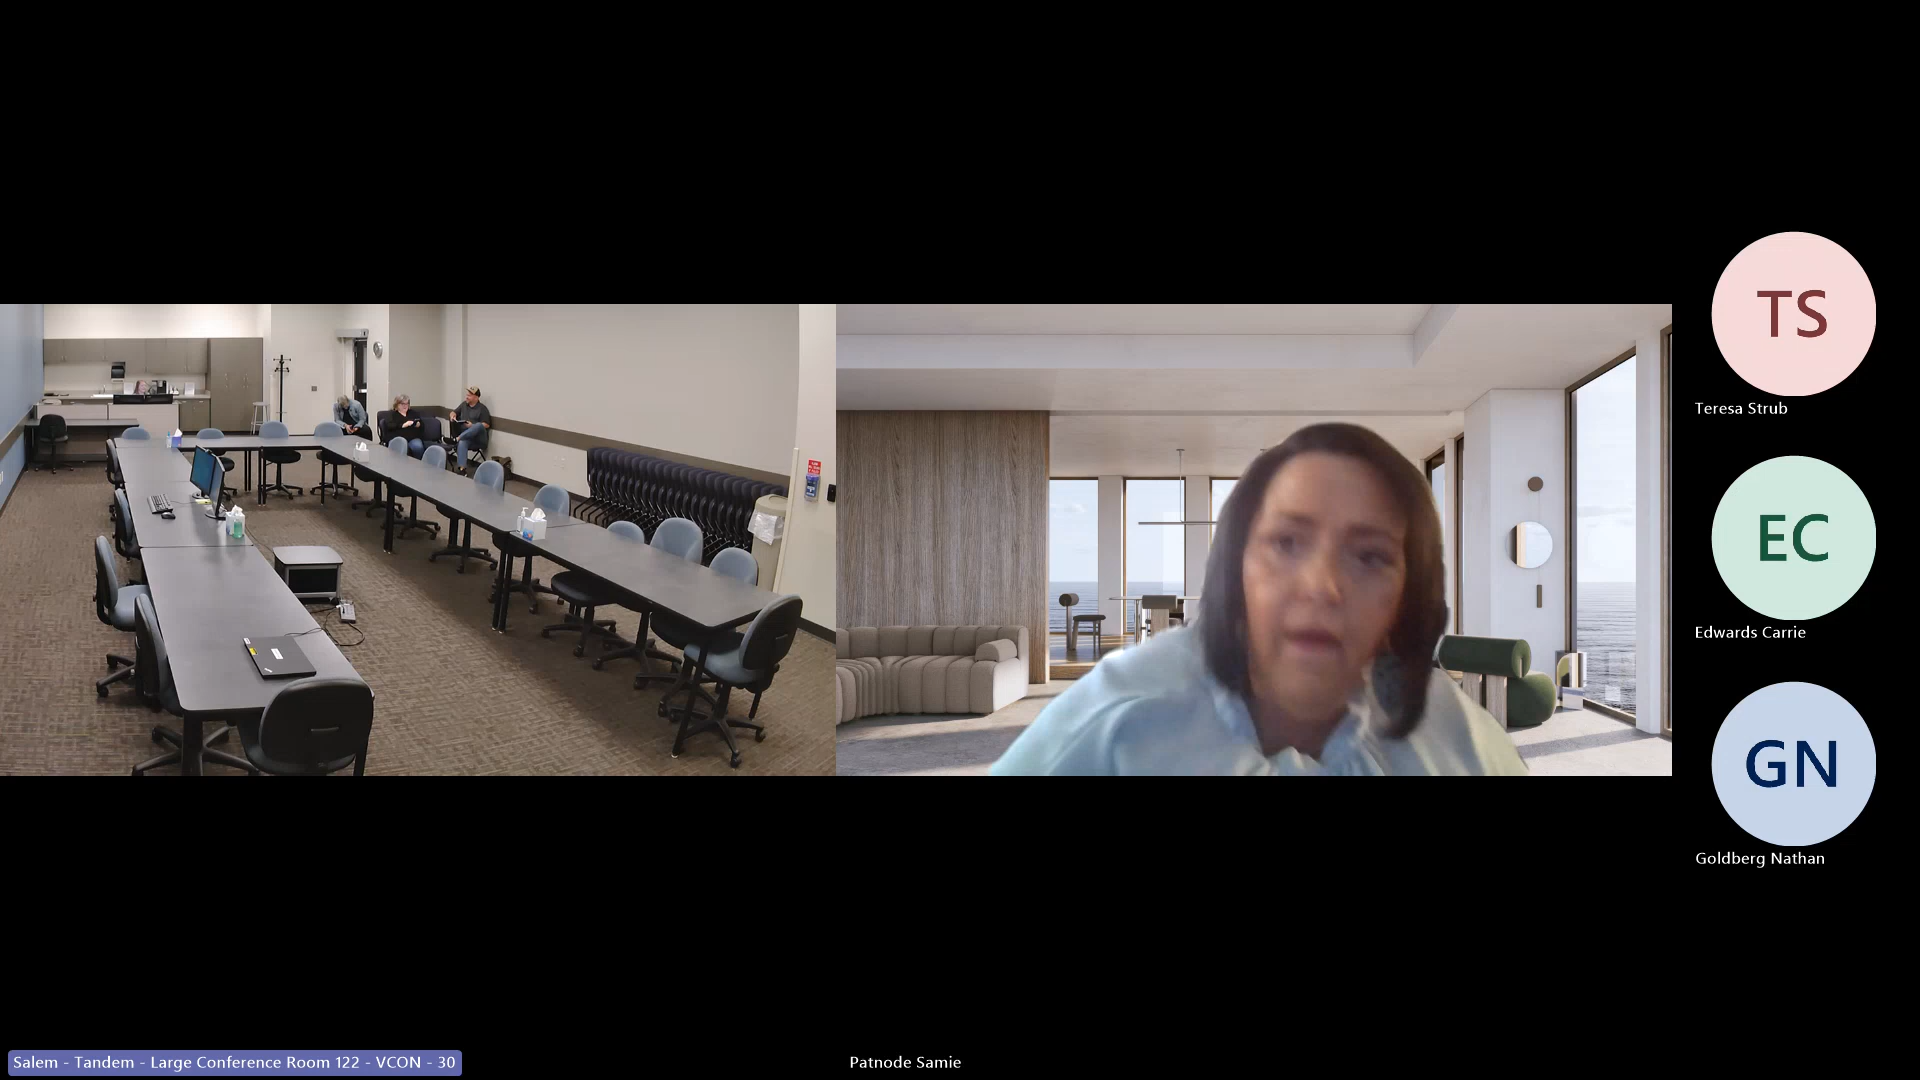 TS
Teresa Strub
EC
Edwards Carrie
GN
Goldberg Nathan
Salem - Tandem - Large Conference Room 122 - VCON - 30
Patnode Samie